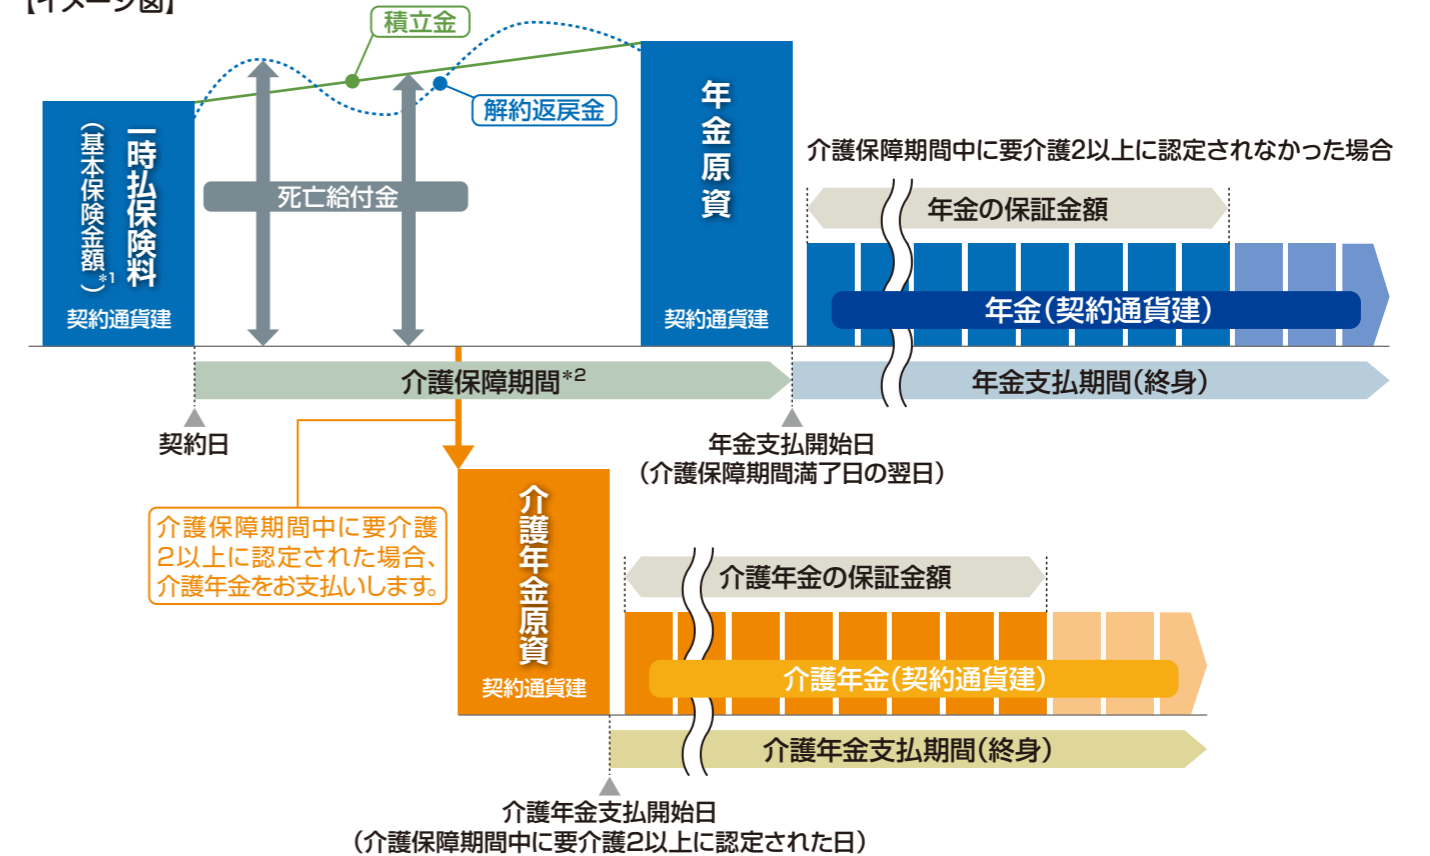 【イメージ図】
積立金
解約返戻金
一時払保険料
（基本保険金額*1）
契約通貨建
死亡給付金
年金原資
契約通貨建
介護保障期間中に要介護2以上に認定されなかった場合
年金の保証金額
年金（契約通貨建）
介護保障期間*2
年金支払期間（終身）
契約日
年金支払開始日
（介護保障期間満了日の翌日）
介護保障期間中に要介護
2以上に認定された場合、
介護年金をお支払いします。
介護年金原資
契約通貨建
介護年金の保証金額
介護年金（契約通貨建）
介護年金支払期間（終身）
介護年金支払開始日
（介護保障期間中に要介護2以上に認定された日）